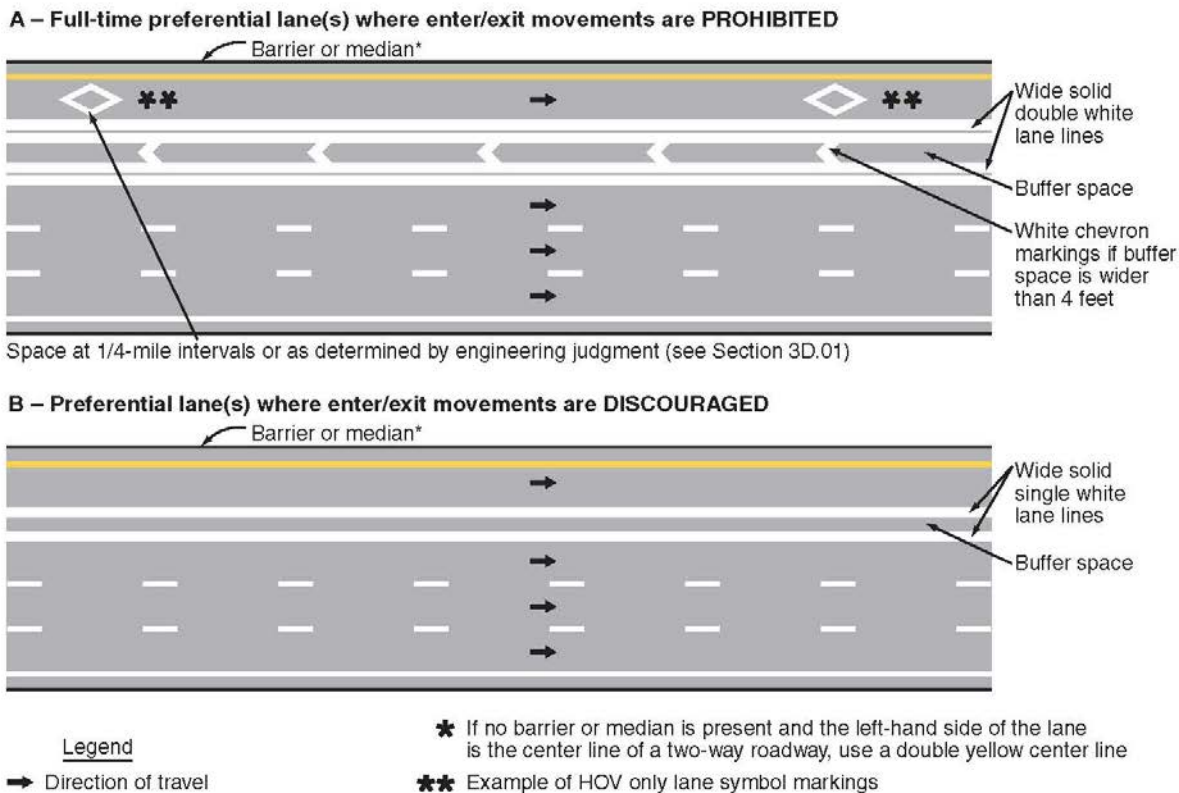 A – Full-time preferential lane(s) where enter/exit movements are PROHIBITED
Barrier or median*
**
**
Wide solid
double white
lane lines
Buffer space
White chevron
markings if buffer
space is wider
than 4 feet
Space at 1/4-mile intervals or as determined by engineering judgment (see Section 3D.01)
B – Preferential lane(s) where enter/exit movements are DISCOURAGED
Barrier or median*
Wide solid
single white
lane lines
Buffer space
Legend
Direction of travel
* If no barrier or median is present and the left-hand side of the lane
is the center line of a two-way roadway, use a double yellow center line
** Example of HOV only lane symbol markings